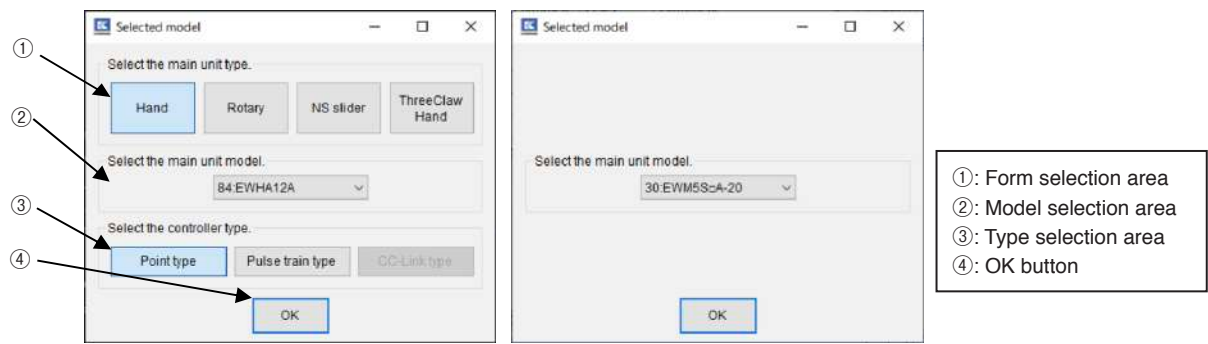 Selected model
①
Select the main unit type.
Hand Rotary NS slider ThreeClaw Hand
②
Select the main unit model.
84:EWHA12A
③
Select the controller type.
Point type Pulse train type CC-Link type
④
OK
Selected model
Select the main unit model.
30:EWM5S□A-20
OK
①: Form selection area
②: Model selection area
③: Type selection area
④: OK button